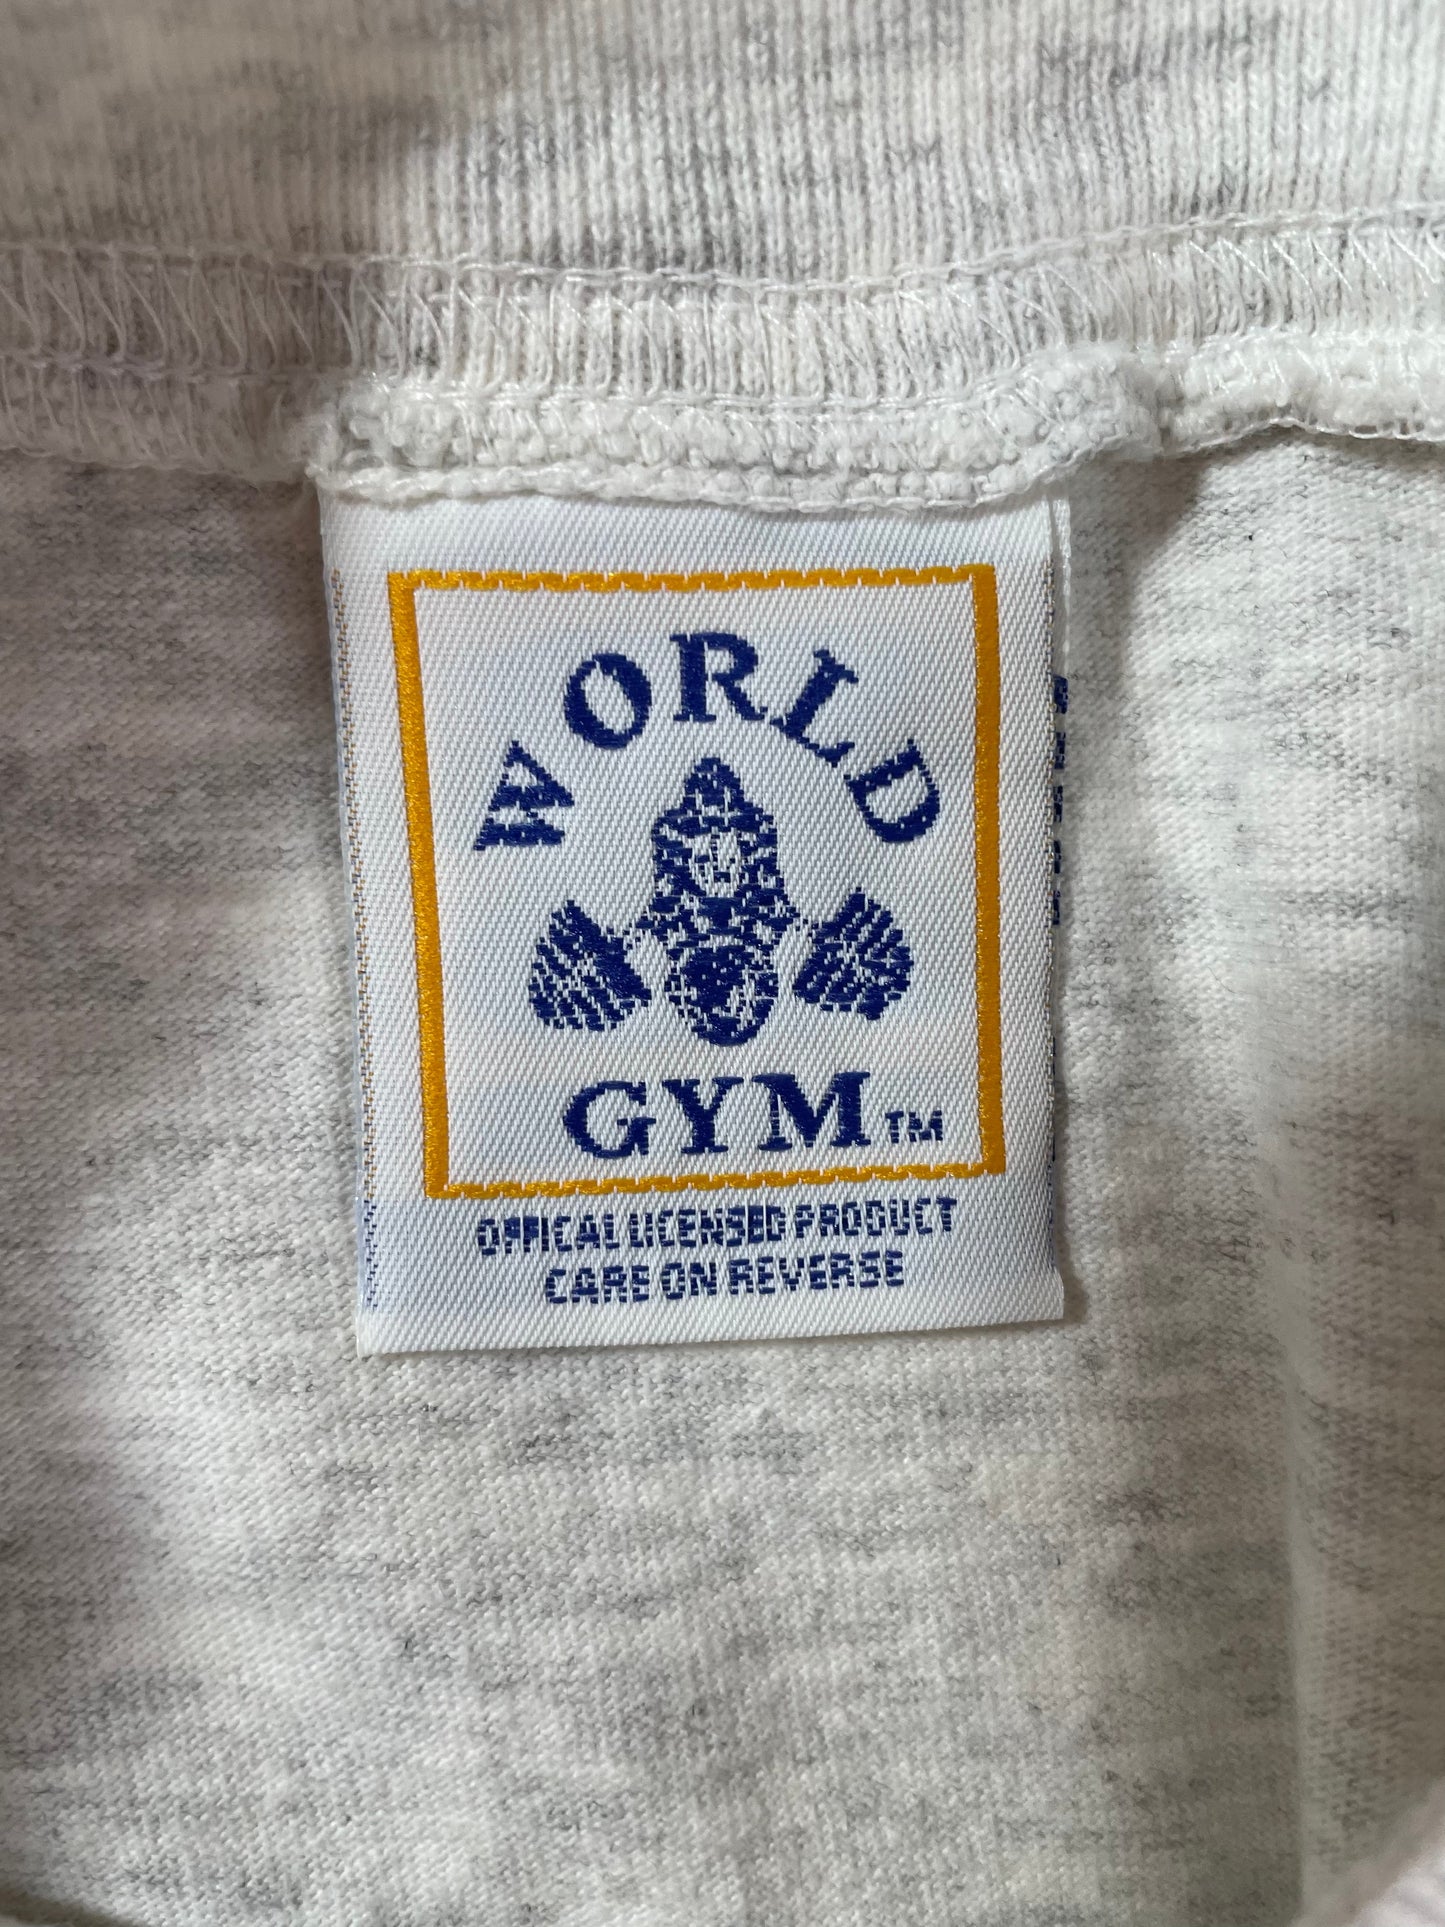 WORLD
GYM™
OFFICAL LICENSED PRODUCT
CARE ON REVERSE